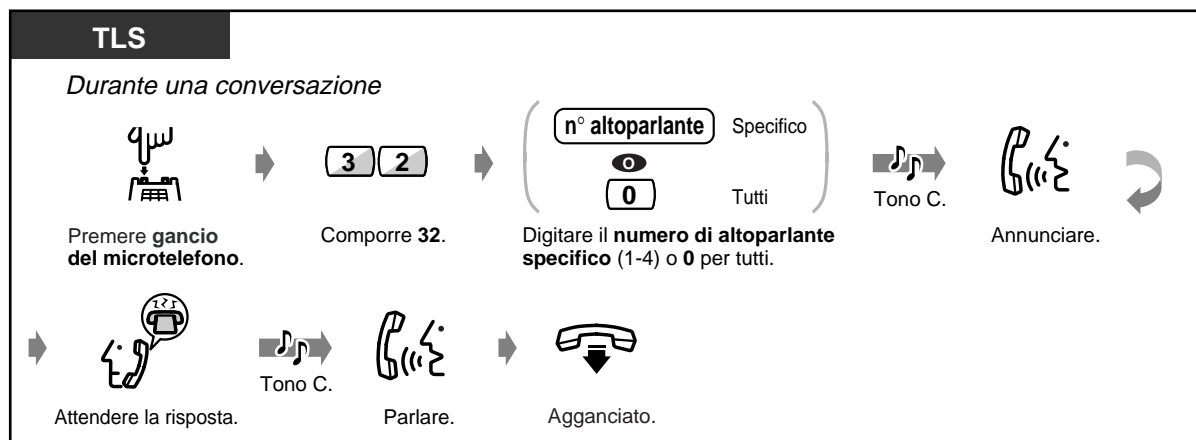 TLS
Durante una conversazione
n° altoparlante Specifico
o
3 2
0 Tutti
Tono C.
Premere gancio
del microtelefono.
Comporre 32.
Digitare il numero di altoparlante
specifico (1-4) o 0 per tutti.
Annunciare.
Tono C.
Attendere la risposta.
Parlare.
Agganciato.